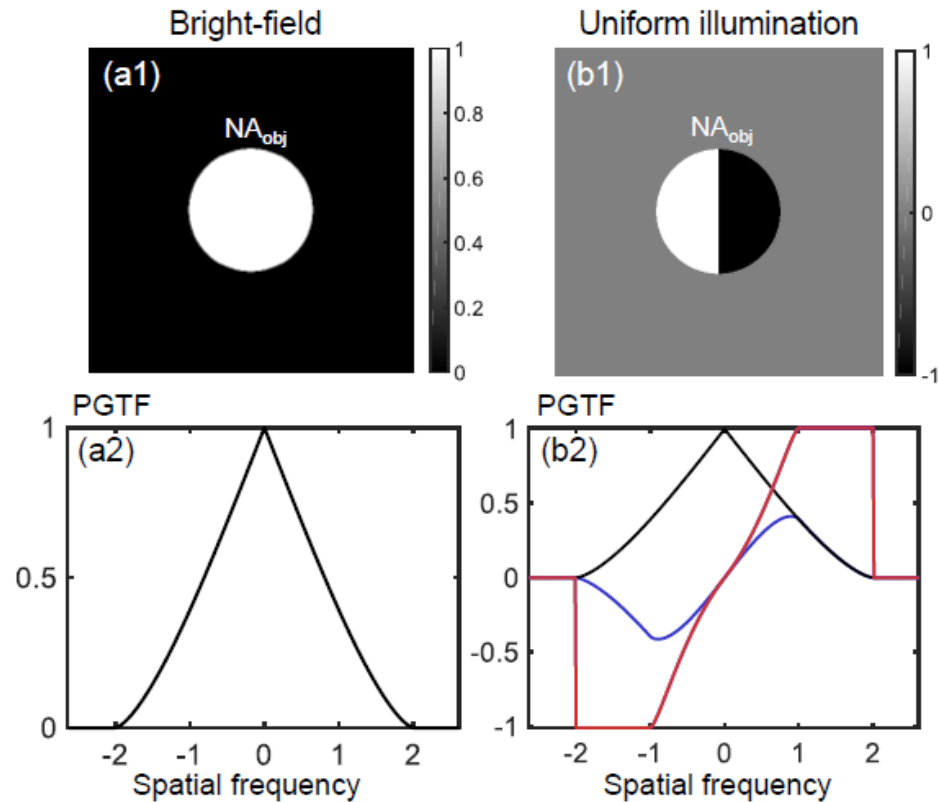 Bright-field
Uniform illumination
(a1)
NAobj
1
0.8
0.6
0.4
0.2
0
(b1)
NAobj
1
0
-1
PGTF
(a2)
1
0.5
0
-2 -1 0 1 2
Spatial frequency
PGTF
(b2)
1
0.5
0
-0.5
-1
-2 -1 0 1 2
Spatial frequency